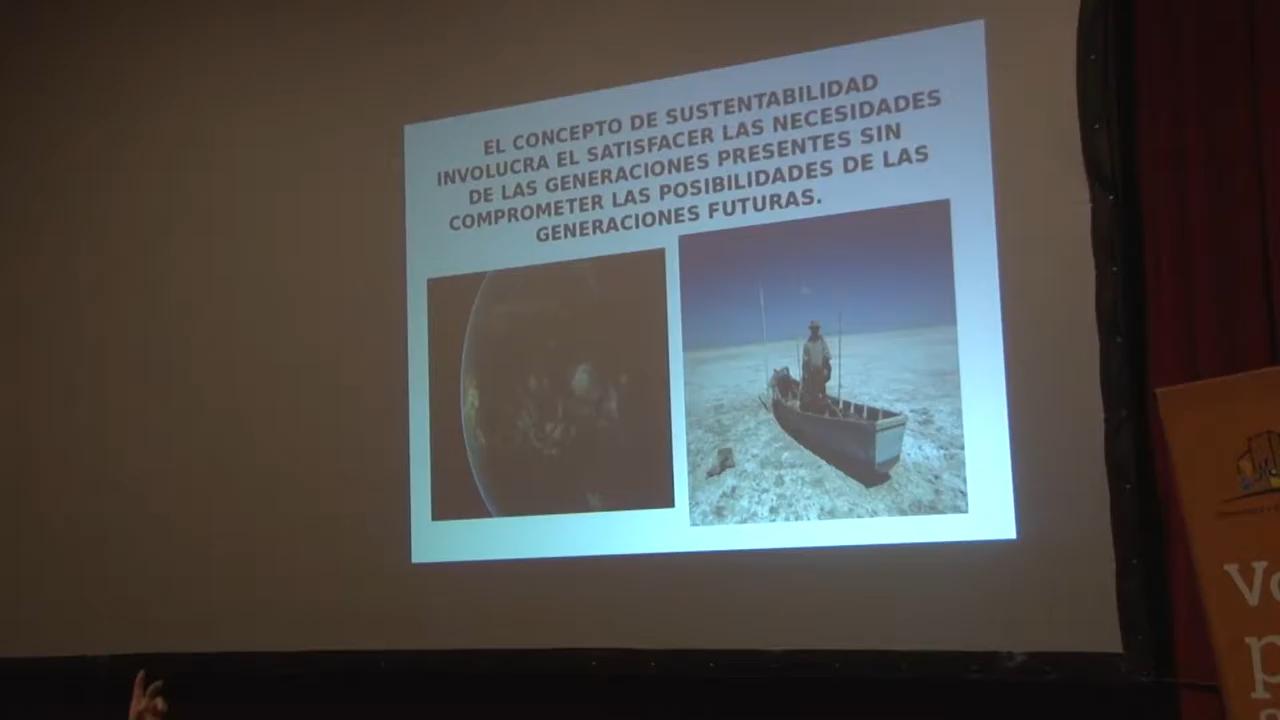 EL CONCEPTO DE SUSTENTABILIDAD
INVOLUCRA EL SATISFACER LAS NECESIDADES
DE LAS GENERACIONES PRESENTES SIN
COMPROMETER LAS POSIBILIDADES DE LAS
GENERACIONES FUTURAS.